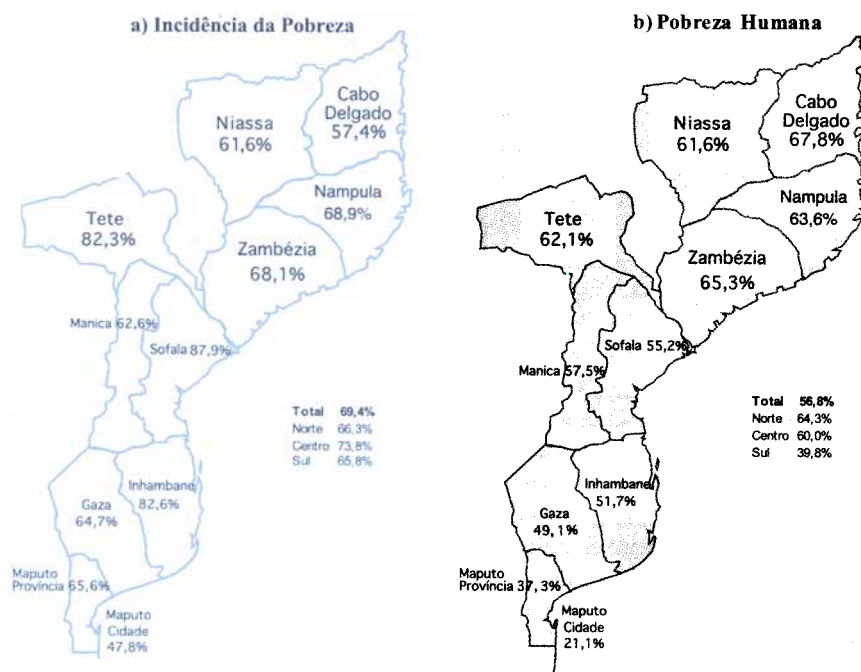 a) Incidência da Pobreza
Cabo
Delgado
57,4%
Niassa
61,6%
Nampula
68,9%
Tete
82,3%
Zambézia
68,1%
Manica 62,6%
Sofala 87,9%
Total 69,4%
Norte 66,3%
Centro 73,8%
Sul 65,8%
Inhambane
82,6%
Gaza
64,7%
Maputo
Província 65,6%
Maputo
Cidade
47,8%
b) Pobreza Humana
Cabo
Delgado
67,8%
Niassa
61,6%
Nampula
63,6%
Tete
62,1%
Zambézia
65,3%
Sofala 55,2%
Manica 57,5%
Total 56,8%
Norte 64,3%
Centro 60,0%
Sul 39,8%
Inhambane
51,7%
Gaza
49,1%
Maputo
Província 37,3%
Maputo
Cidade
21,1%